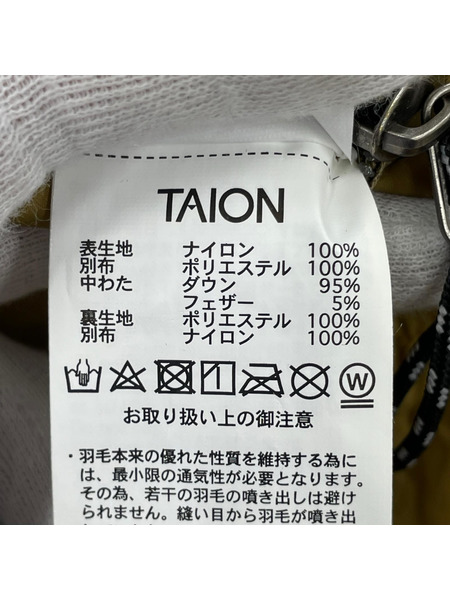 TAION
表生地 ナイロン 100%
別布 ポリエステル 100%
中わた ダウン 95%
フェザー 5%
裏生地 ポリエステル 100%
別布 ナイロン 100%
W
お取り扱い上の御注意
・羽毛本来の優れた性質を維持する為に
は、最小限の通気性が必要となります。
その為、若干の羽毛の噴き出しは避け
られません。縫い目から羽毛が噴き出